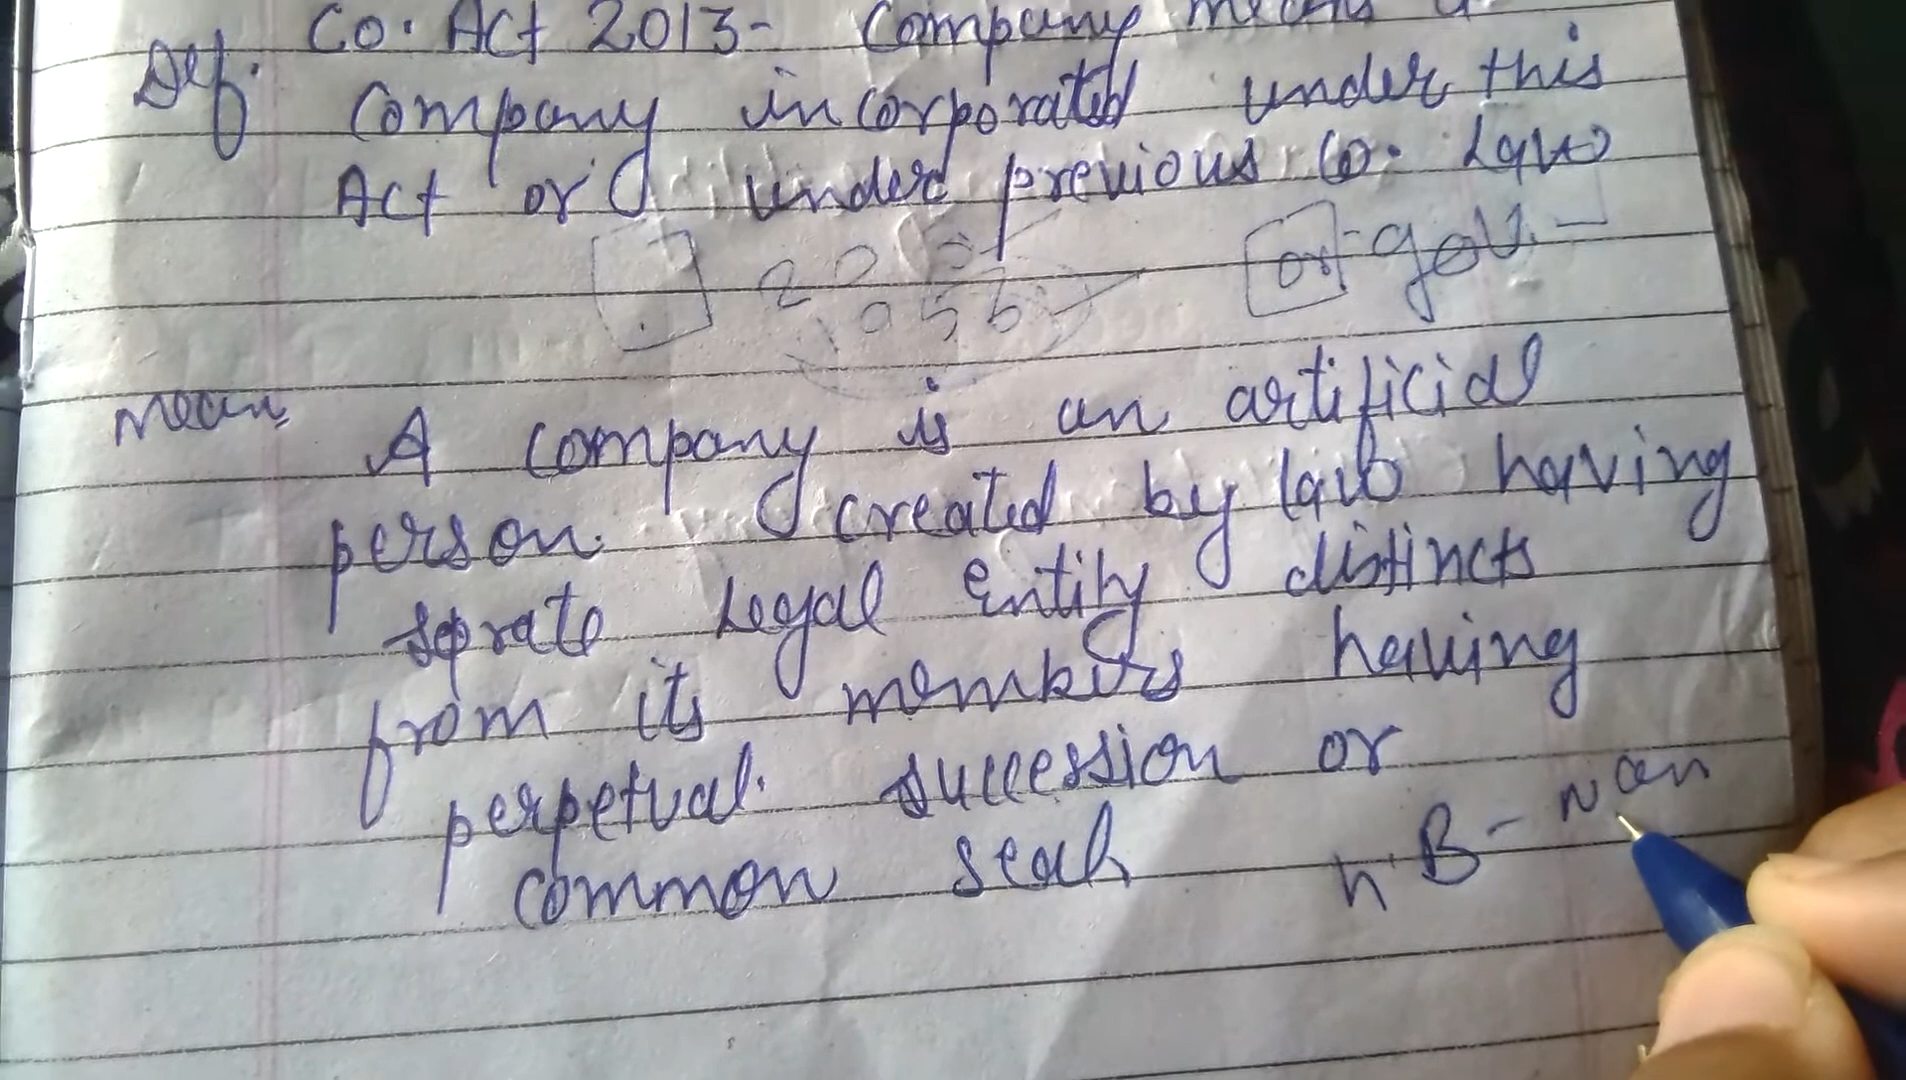 Co. Act 2013- Company means a
Def. Company incorporated under this
Act or under previous Co. Law
or gov.
Mean A company is an artificial
person created by law having
seprate Legal Entity distincts
from its members having
perpetual succession or
common seal
B-